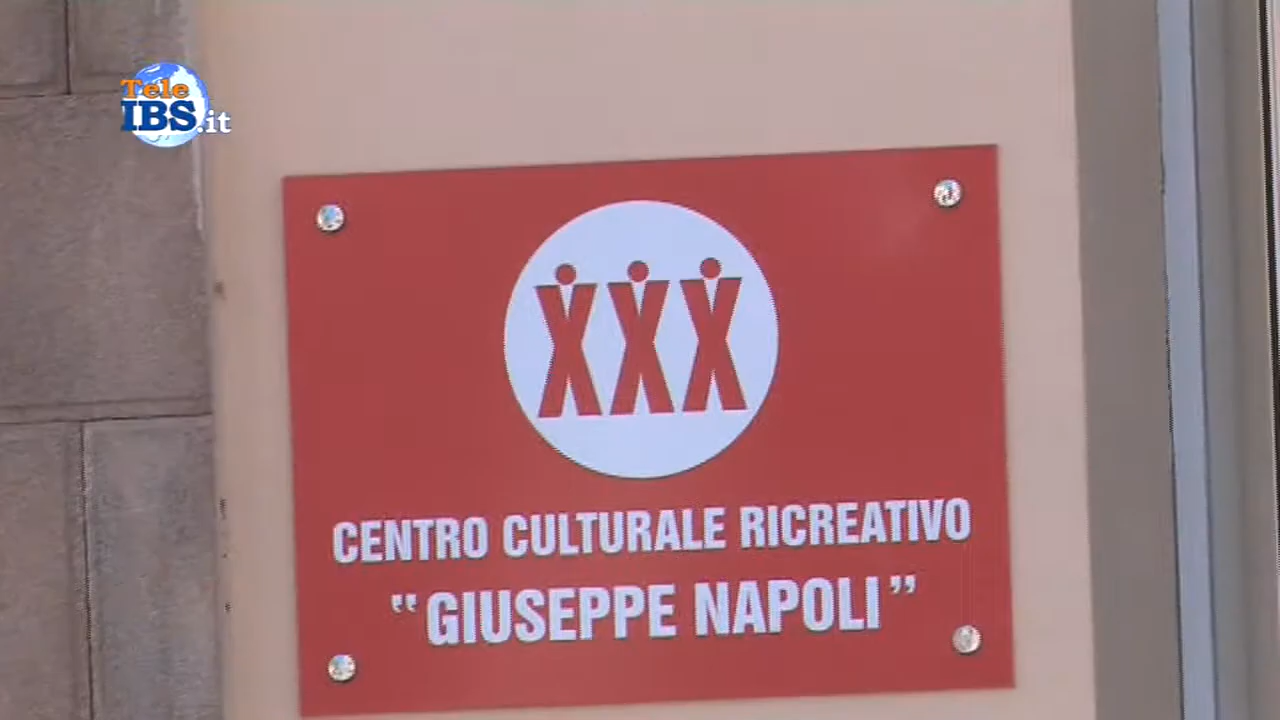 Tele
IBS.it
XXX
CENTRO CULTURALE RICREATIVO
"GIUSEPPE NAPOLI"